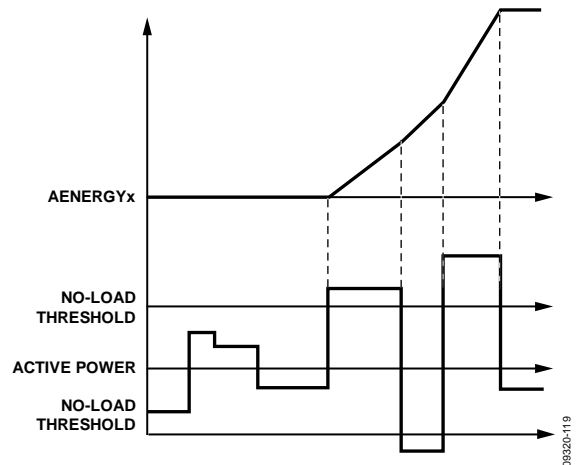 AENERGYx
NO-LOAD
THRESHOLD
ACTIVE POWER
NO-LOAD
THRESHOLD
09320-119